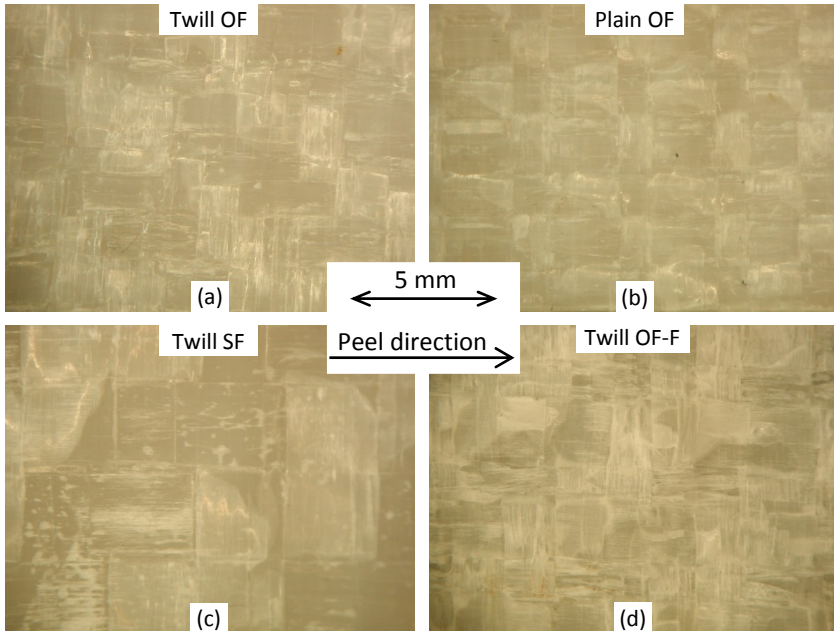 Twill OF
Plain OF
(a)
5 mm
(b)
Twill SF
Peel direction
Twill OF-F
(c)
(d)